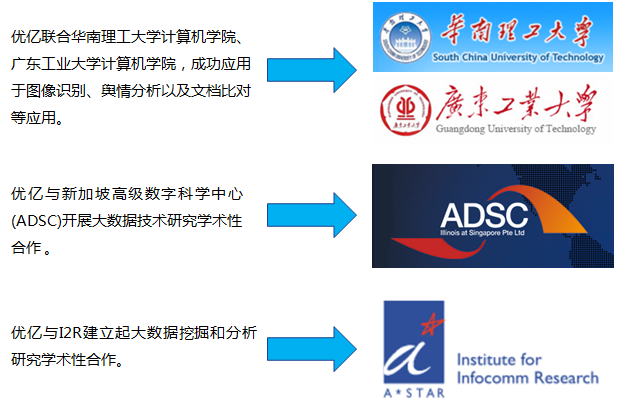 优亿联合华南理工大学计算机学院、
广东工业大学计算机学院，成功应用
于图像识别、舆情分析以及文档比对
等应用。
華南理工大學
South China University of Technology
廣東工業大學
Guangdong University of Technology
优亿与新加坡高级数字科学中心
(ADSC)开展大数据技术研究学术性
合作。
ADSC
Illinois at Singapore Pte Ltd
优亿与I2R建立起大数据挖掘和分析
研究学术性合作。
a
A★STAR
Institute for
Infocomm Research